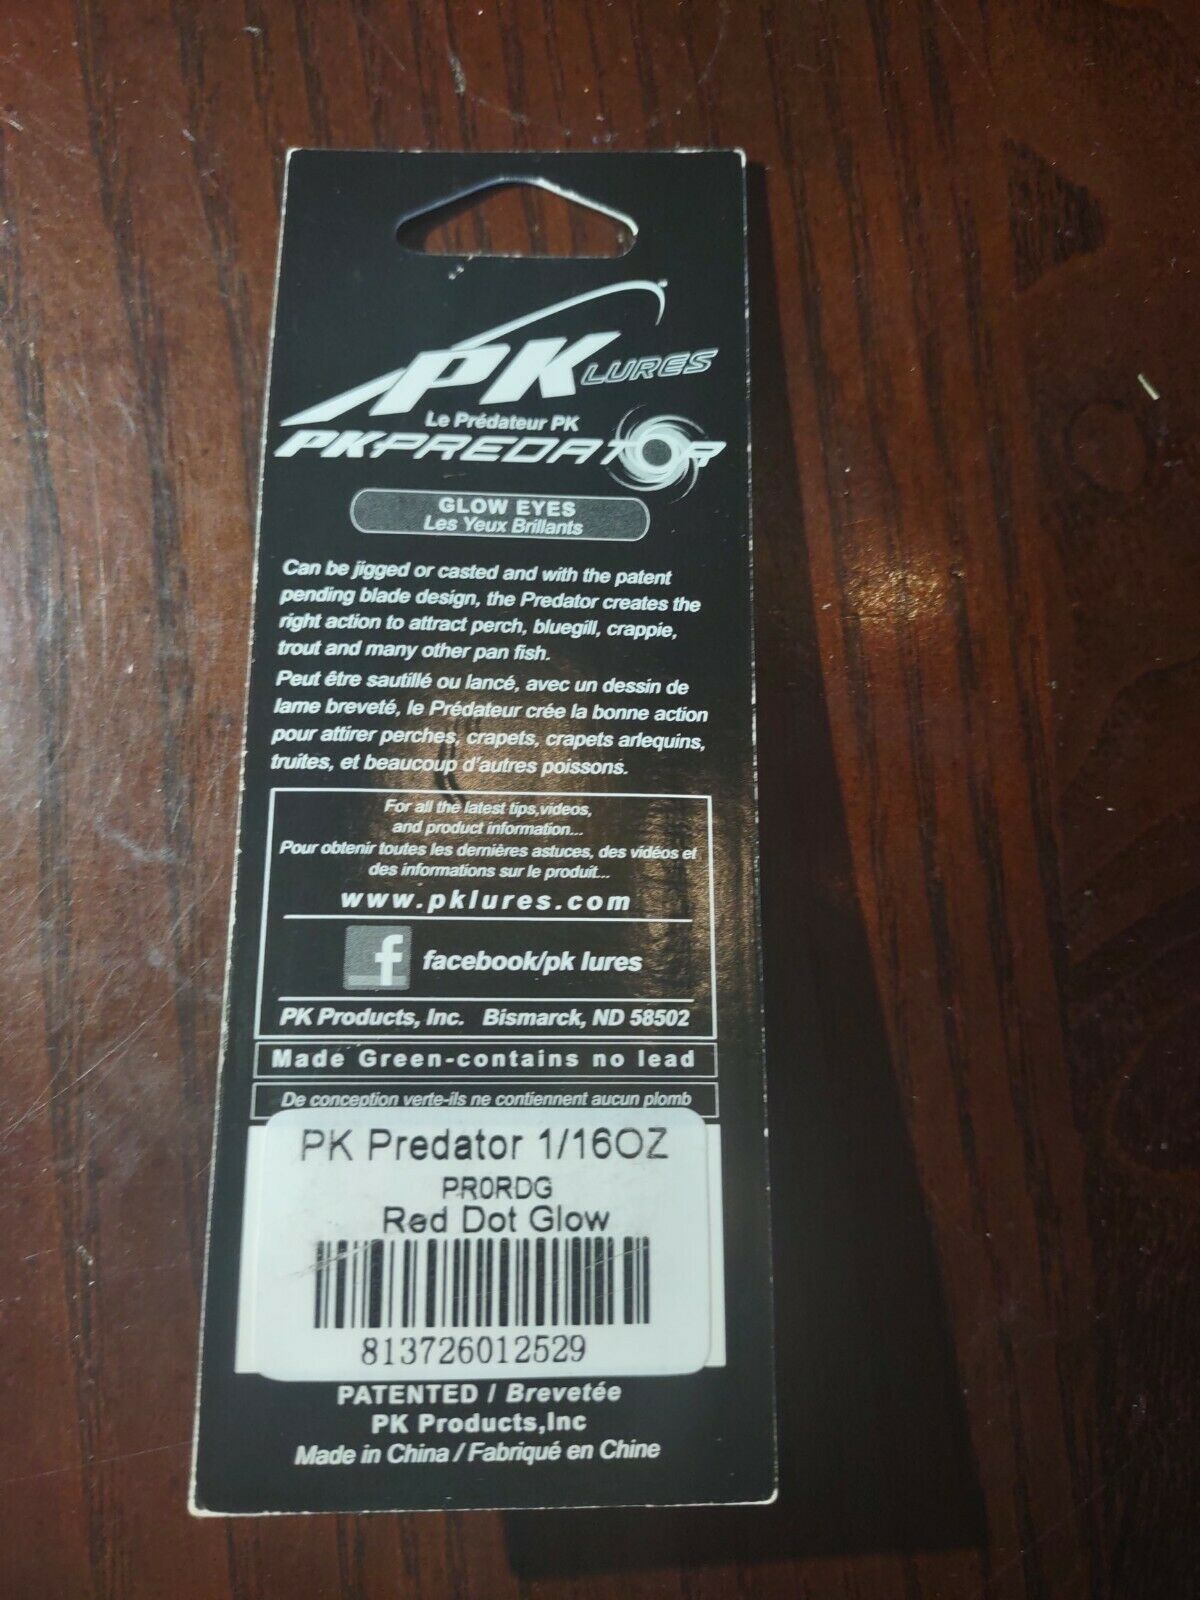 PK LURES
Le Prédateur PK
PK PREDATOR
GLOW EYES
Les Yeux Brillants
Can be jigged or casted and with the patent
pending blade design, the Predator creates the
right action to attract perch, bluegill, crappie,
trout and many other pan fish.
Peut être sautillé ou lancé, avec un dessin de
lame breveté, le Prédateur crée la bonne action
pour attirer perches, crapets, crapets arlequins,
truites, et beaucoup d'autres poissons.
For all the latest tips,videos,
and product information...
Pour obtenir toutes les dernières astuces, des vidéos et
des informations sur le produit...
www.pklures.com
f facebook/pk lures
PK Products, Inc. Bismarck, ND 58502
Made Green-contains no lead
De conception verte-ils ne contiennent aucun plomb
PK Predator 1/16OZ
PR0RDG
Red Dot Glow
813726012529
PATENTED / Brevetée
PK Products,Inc
Made in China / Fabriqué en Chine